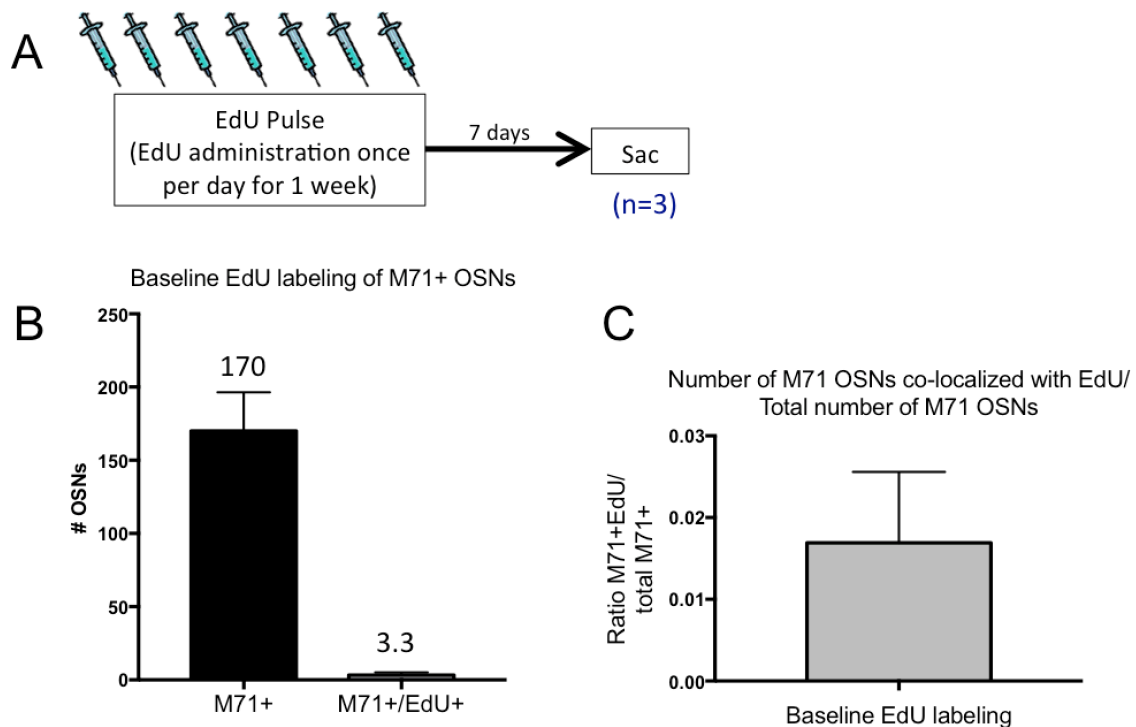 A
EdU Pulse
(EdU administration once
per day for 1 week)
7 days
Sac
(n=3)
B
Baseline EdU labeling of M71+ OSNs
# OSNs
250
200
150
100
50
0
170
3.3
M71+
M71+/EdU+
C
Number of M71 OSNs co-localized with EdU/
Total number of M71 OSNs
Ratio M71+EdU/
total M71+
0.03
0.02
0.01
0.00
Baseline EdU labeling